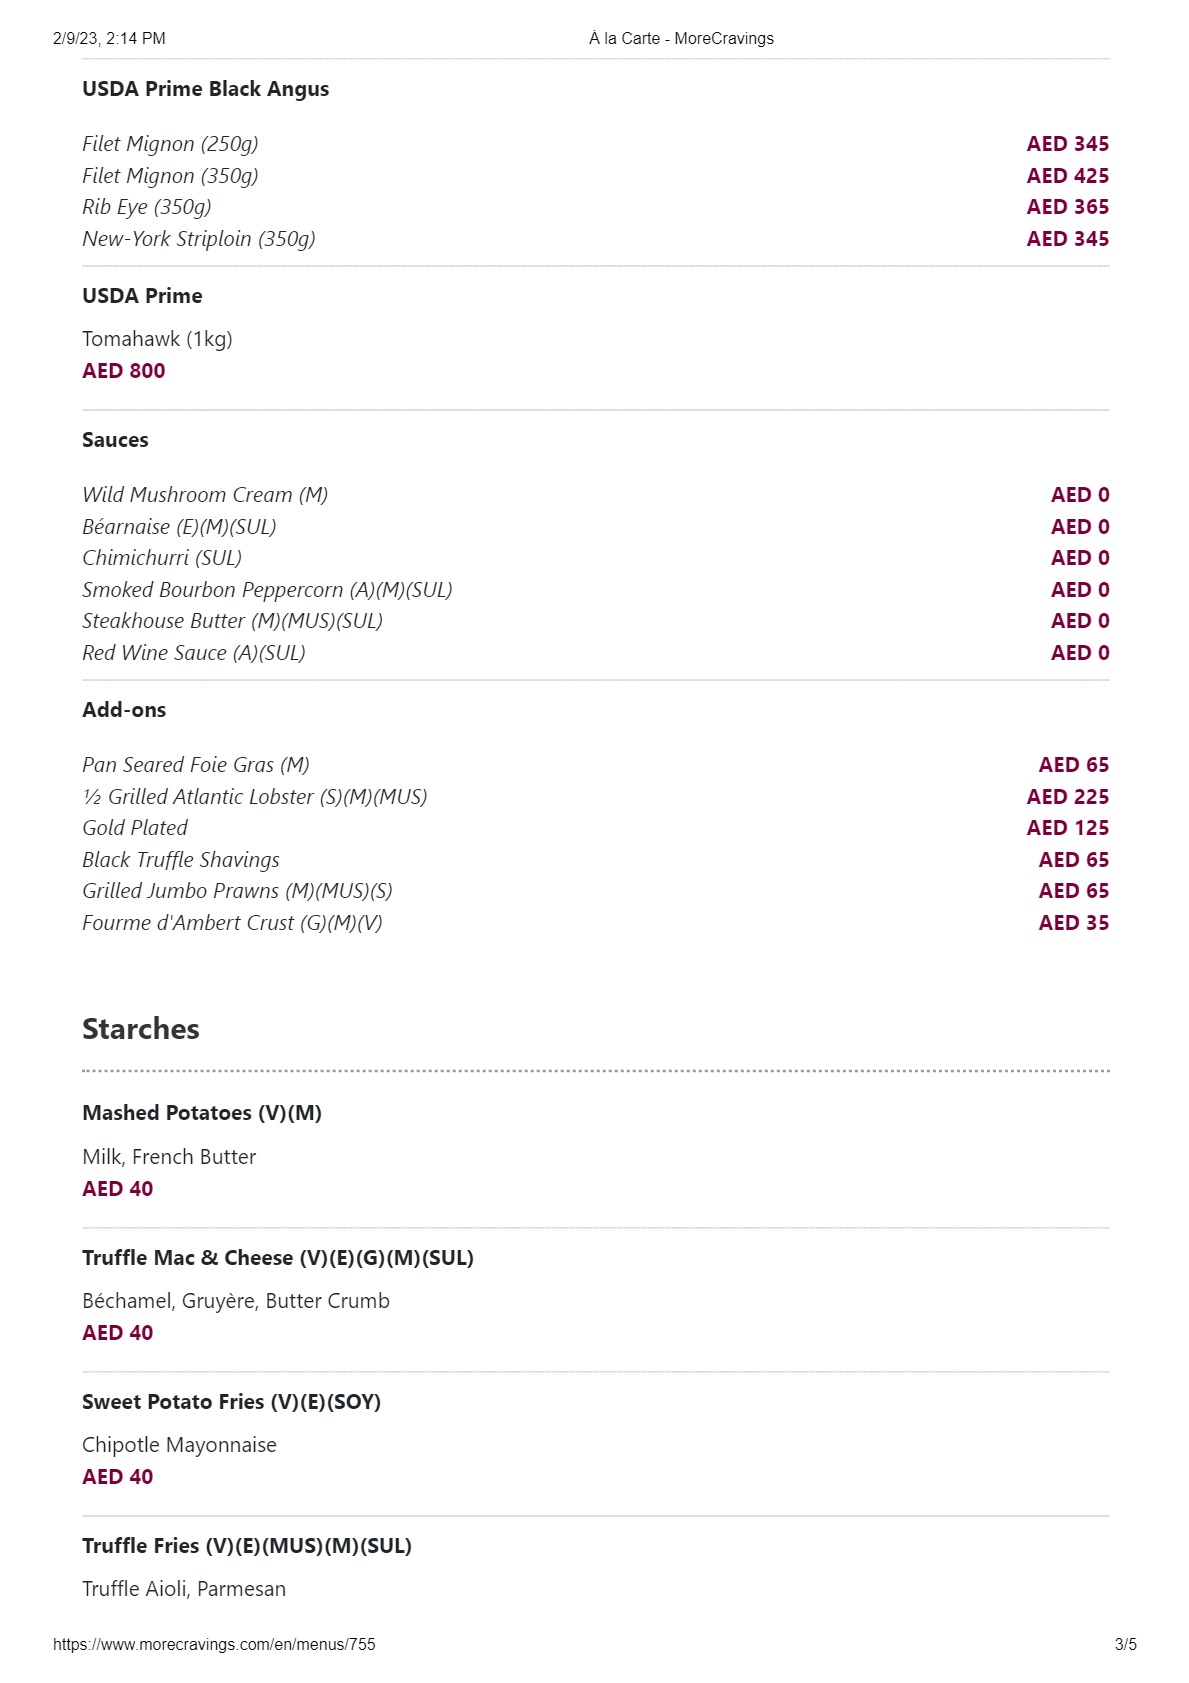 2/9/23, 2:14 PM À la Carte - MoreCravings
USDA Prime Black Angus
Filet Mignon (250g) AED 345
Filet Mignon (350g) AED 425
Rib Eye (350g) AED 365
New-York Striploin (350g) AED 345
USDA Prime
Tomahawk (1kg)
AED 800
Sauces
Wild Mushroom Cream (M) AED 0
Béarnaise (E)(M)(SUL) AED 0
Chimichurri (SUL) AED 0
Smoked Bourbon Peppercorn (A)(M)(SUL) AED 0
Steakhouse Butter (M)(MUS)(SUL) AED 0
Red Wine Sauce (A)(SUL) AED 0
Add-ons
Pan Seared Foie Gras (M) AED 65
½ Grilled Atlantic Lobster (S)(M)(MUS) AED 225
Gold Plated AED 125
Black Truffle Shavings AED 65
Grilled Jumbo Prawns (M)(MUS)(S) AED 65
Fourme d'Ambert Crust (G)(M)(V) AED 35
Starches
Mashed Potatoes (V)(M)
Milk, French Butter
AED 40
Truffle Mac & Cheese (V)(E)(G)(M)(SUL)
Béchamel, Gruyère, Butter Crumb
AED 40
Sweet Potato Fries (V)(E)(SOY)
Chipotle Mayonnaise
AED 40
Truffle Fries (V)(E)(MUS)(M)(SUL)
Truffle Aioli, Parmesan
https://www.morecravings.com/en/menus/755 3/5